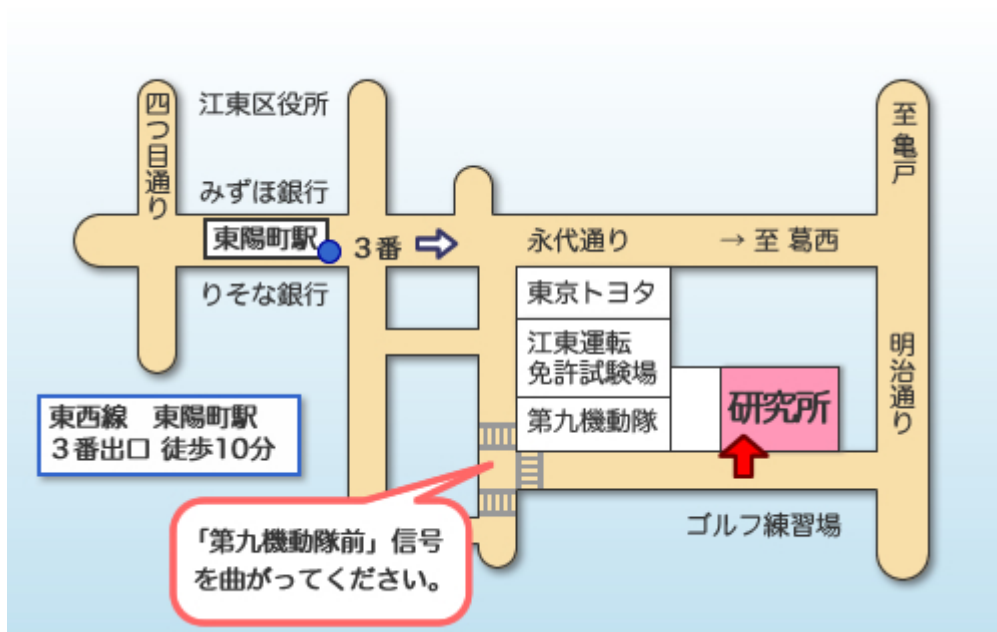 四つ目通り
江東区役所
みずほ銀行
東陽町駅
3番
⇨
永代通り
→ 至 葛西
至亀戸
りそな銀行
東京トヨタ
江東運転
免許試験場
第九機動隊
研究所
明治通り
東西線 東陽町駅
3番出口 徒歩10分
ゴルフ練習場
「第九機動隊前」信号
を曲がってください。